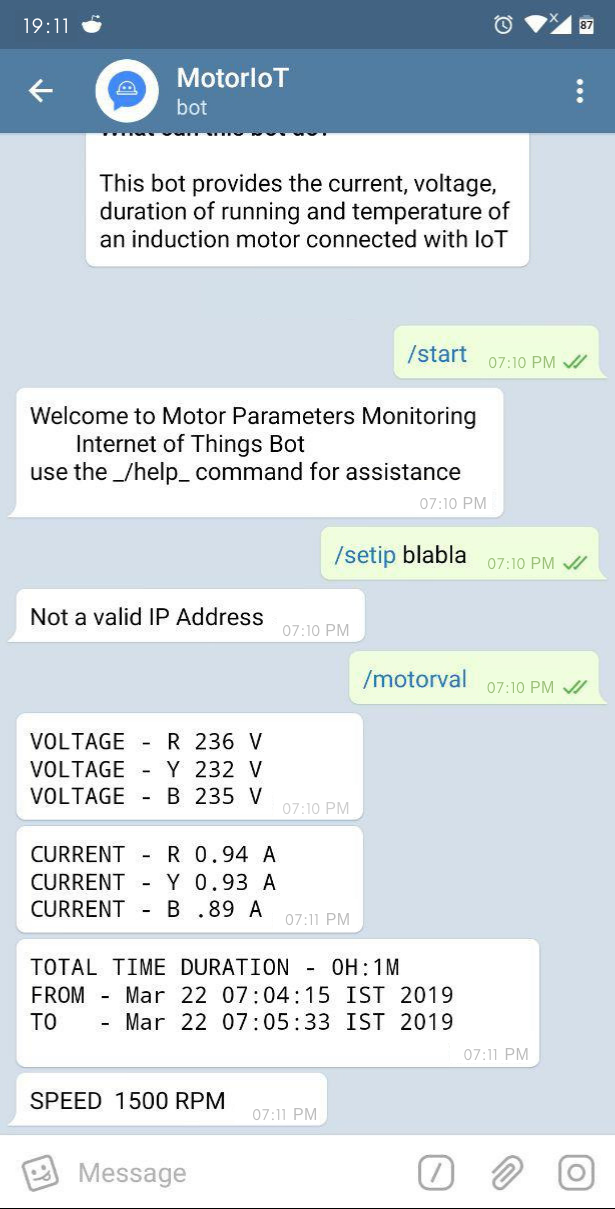 19:11
87
MotorIoT
bot
What can this bot do?
This bot provides the current, voltage,
duration of running and temperature of
an induction motor connected with IoT
/start 07:10 PM
Welcome to Motor Parameters Monitoring
Internet of Things Bot
use the _/help_ command for assistance
07:10 PM
/setip blabla 07:10 PM
Not a valid IP Address 07:10 PM
/motorval 07:10 PM
VOLTAGE - R 236 V
VOLTAGE - Y 232 V
VOLTAGE - B 235 V 07:10 PM
CURRENT - R 0.94 A
CURRENT - Y 0.93 A
CURRENT - B .89 A 07:11 PM
TOTAL TIME DURATION - 0H:1M
FROM - Mar 22 07:04:15 IST 2019
TO - Mar 22 07:05:33 IST 2019
07:11 PM
SPEED 1500 RPM 07:11 PM
Message